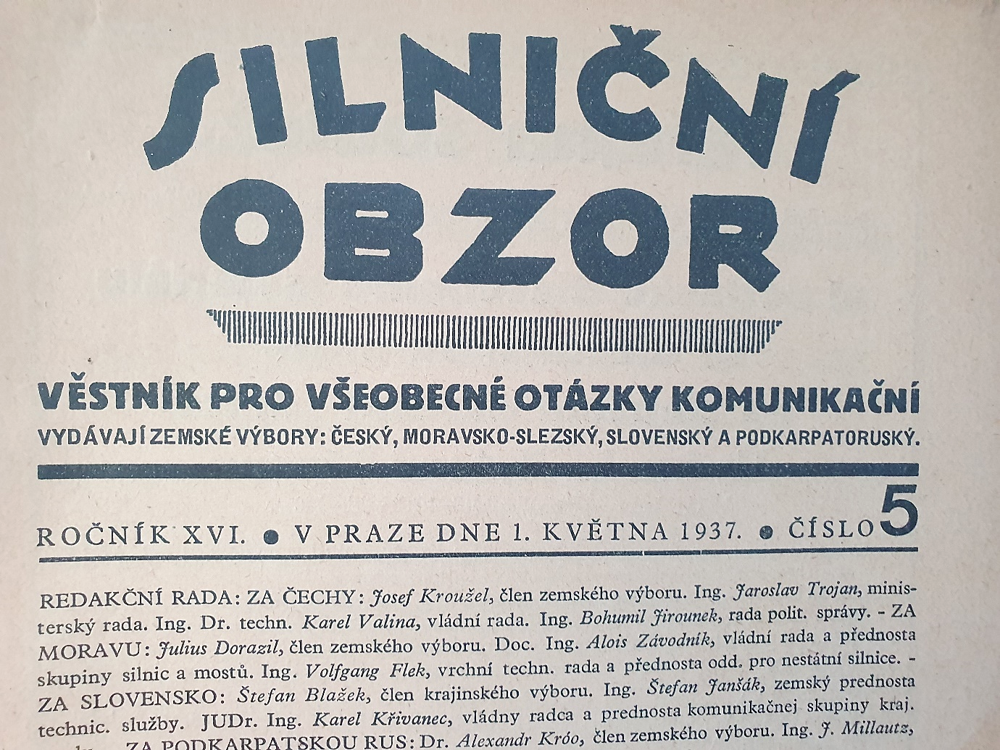 SILNIČNÍ
OBZOR
VĚSTNÍK PRO VŠEOBECNÉ OTÁZKY KOMUNIKAČNÍ
VYDÁVAJÍ ZEMSKÉ VÝBORY: ČESKÝ, MORAVSKO-SLEZSKÝ, SLOVENSKÝ A PODKARPATORUSKÝ.
ROČNÍK XVI. ● V PRAZE DNE 1. KVĚTNA 1937. ● ČÍSLO 5
REDAKČNÍ RADA: ZA ČECHY: Josef Kroužel, člen zemského výboru. Ing. Jaroslav Trojan, minis-
terský rada. Ing. Dr. techn. Karel Valina, vládní rada. Ing. Bohumil Jirounek, rada polit. správy. - ZA
MORAVU: Julius Dorazil, člen zemského výboru. Doc. Ing. Alois Závodník, vládní rada a přednosta
skupiny silnic a mostů. Ing. Volfgang Flek, vrchní techn. rada a přednosta odd. pro nestátní silnice. -
ZA SLOVENSKO: Štefan Blažek, člen krajinského výboru. Ing. Štefan Janšák, zemský prednosta
technic. služby. JUDr. Ing. Karel Křivanec, vládny radca a prednosta komunikačnej skupiny kraj.
ZA PODKARPATSKOU RUS: Dr. Alexandr Króo, člen zemského výboru. Ing. J. Millautz,